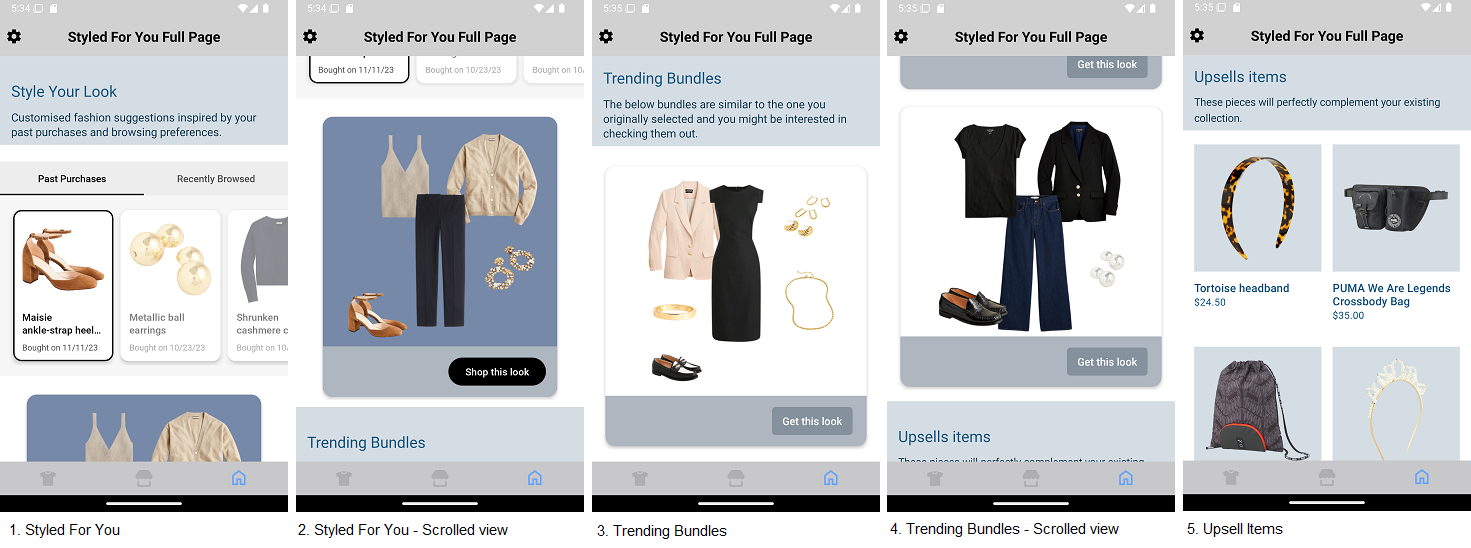 5:34
Styled For You Full Page
Style Your Look
Customised fashion suggestions inspired by your
past purchases and browsing preferences.
Past Purchases
Recently Browsed
Maisie
ankle-strap heel...
Bought on 11/11/23
Metallic ball
earrings
Bought on 10/23/23
Shrunken
cashmere c
Bought on 10/
1. Styled For You
5:34
Styled For You Full Page
Bought on 11/11/23
Bought on 10/23/23
Bought on 10/
Shop this look
Trending Bundles
2. Styled For You - Scrolled view
5:35
Styled For You Full Page
Trending Bundles
The below bundles are similar to the one you
originally selected and you might be interested in
checking them out.
Get this look
3. Trending Bundles
5:35
Styled For You Full Page
Get this look
Get this look
Upsells items
These pieces will perfectly complement your existing
4. Trending Bundles - Scrolled view
5:35
Styled For You Full Page
Upsells items
These pieces will perfectly complement your existing
collection.
Tortoise headband
$24.50
PUMA We Are Legends
Crossbody Bag
$35.00
5. Upsell Items